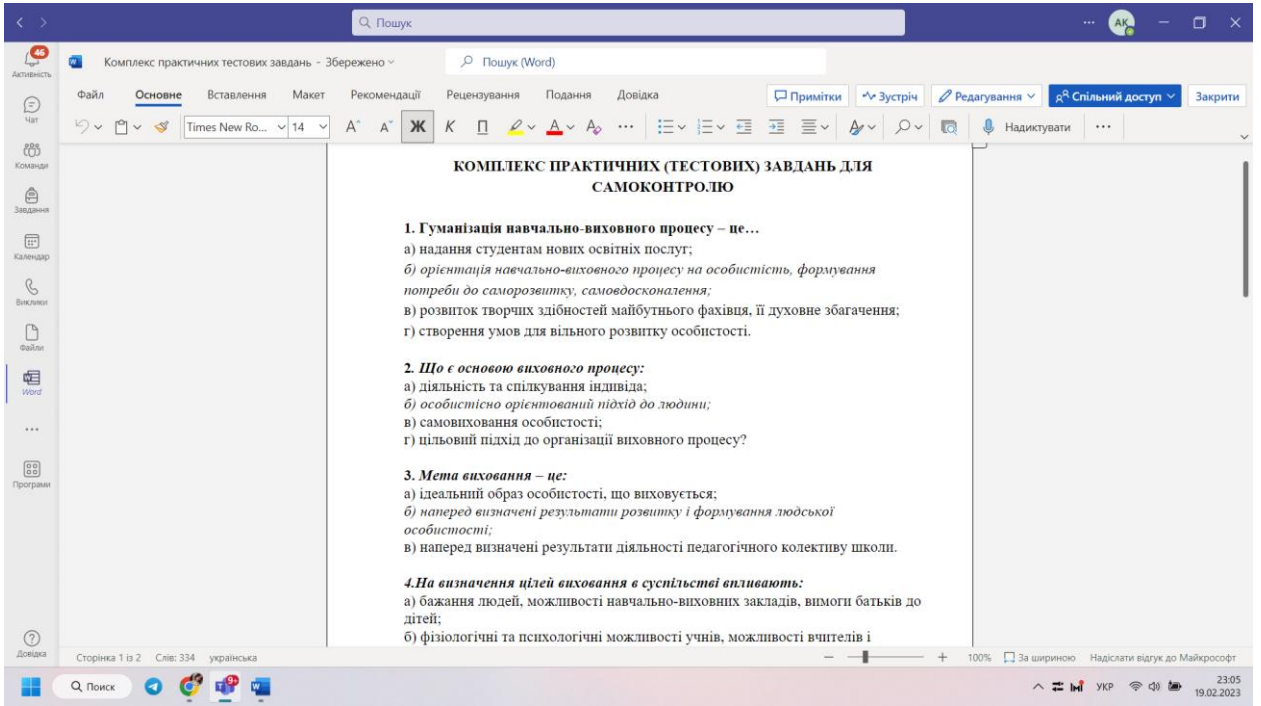 Пошук
AK
46
Активність
Чат
Команди
Завдання
Календар
Виклики
Файли
Word
Програми
Довідка
Комплекс практичних тестових завдань - Збережено
Пошук (Word)
Файл Основне Вставлення Макет Рекомендації Рецензування Подання Довідка Примітки Зустріч Редагування Спільний доступ Закрити
Times New Ro... 14 Ж К П Надиктувати
КОМПЛЕКС ПРАКТИЧНИХ (ТЕСТОВИХ) ЗАВДАНЬ ДЛЯ
САМОКОНТРОЛЮ
1. Гуманізація навчально-виховного процесу – це…
а) надання студентам нових освітніх послуг;
б) орієнтація навчально-виховного процесу на особистість, формування
потреби до саморозвитку, самовдосконалення;
в) розвиток творчих здібностей майбутнього фахівця, її духовне збагачення;
г) створення умов для вільного розвитку особистості.
2. Що є основою виховного процесу:
а) діяльність та спілкування індивіда;
б) особистісно орієнтований підхід до людини;
в) самовиховання особистості;
г) цільовий підхід до організації виховного процесу?
3. Мета виховання – це:
а) ідеальний образ особистості, що виховується;
б) наперед визначені результати розвитку і формування людської
особистості;
в) наперед визначені результати діяльності педагогічного колективу школи.
4.На визначення цілей виховання в суспільстві впливають:
а) бажання людей, можливості навчально-виховних закладів, вимоги батьків до
дітей;
б) фізіологічні та психологічні можливості учнів, можливості вчителів і
Сторінка 1 із 2 Слів: 334 українська 100% За шириною Надіслати відгук до Майкрософт
Поиск 9+ УКР 23:05
19.02.2023